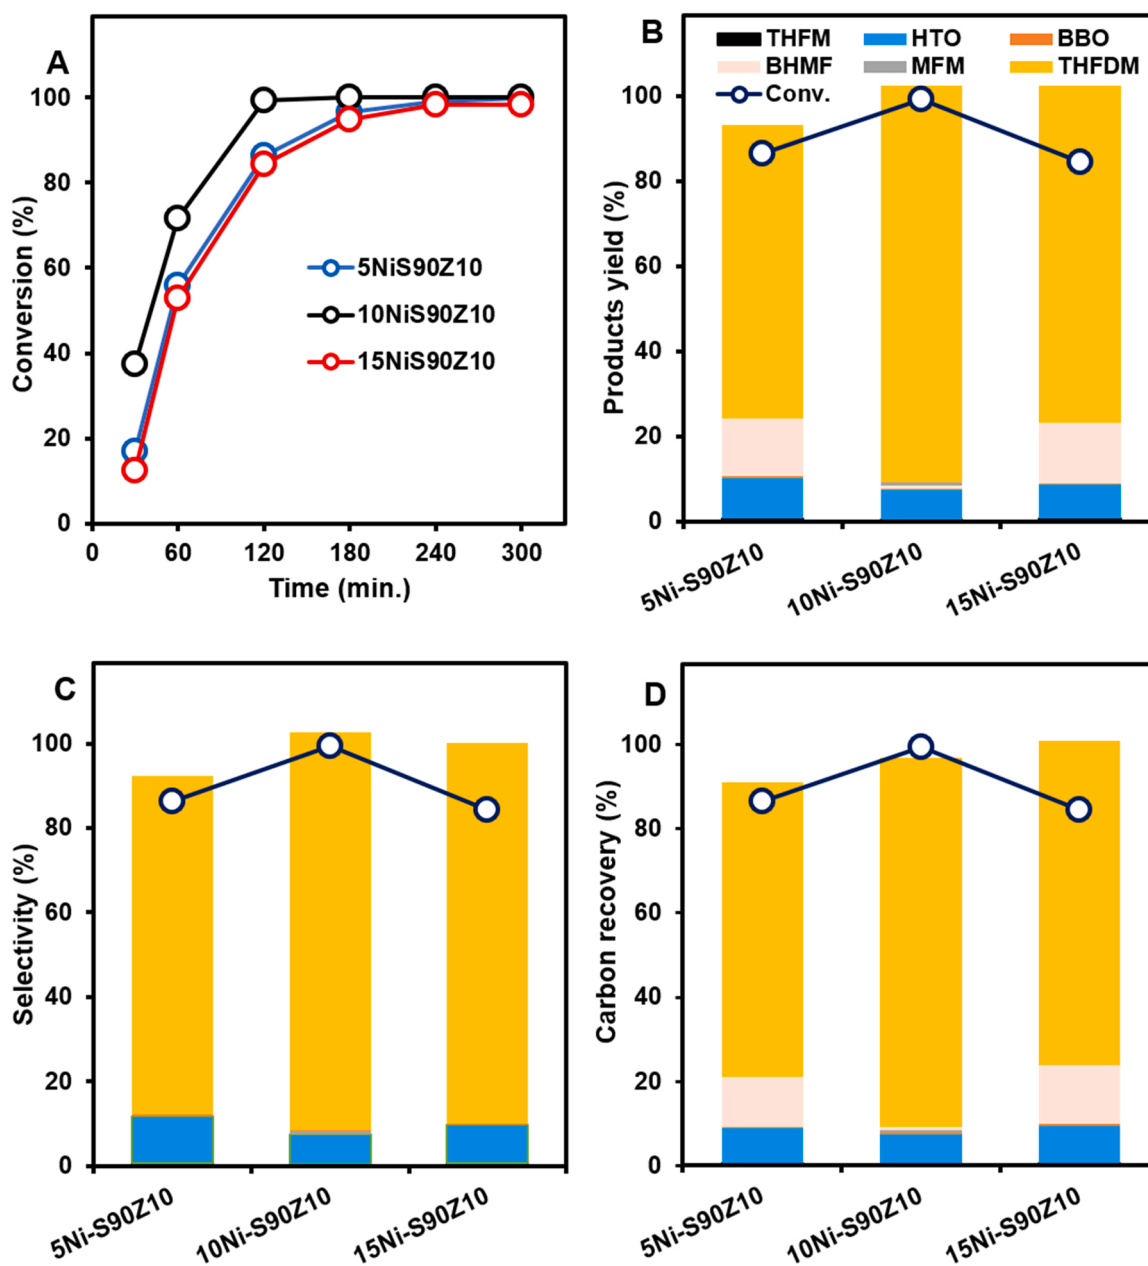 A
Conversion (%)
100
80
60
40
20
0
5NiS90Z10
10NiS90Z10
15NiS90Z10
0 60 120 180 240 300
Time (min.)
B
THFM HTO BBO
BHMF MFM THFDM
Conv.
Products yield (%)
100
80
60
40
20
0
5Ni-S90Z10 10Ni-S90Z10 15Ni-S90Z10
C
Selectivity (%)
100
80
60
40
20
0
5Ni-S90Z10 10Ni-S90Z10 15Ni-S90Z10
D
Carbon recovery (%)
100
80
60
40
20
0
5Ni-S90Z10 10Ni-S90Z10 15Ni-S90Z10